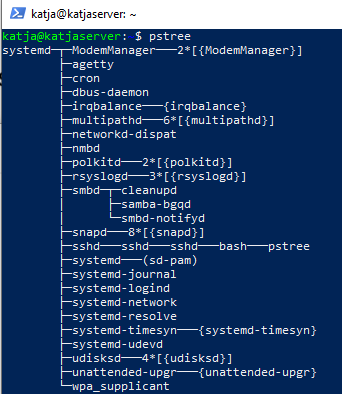 katja@katjaserver: ~
katja@katjaserver: $ pstree
systemd─┬─ModemManager───2*[{ModemManager}]
        ├─agetty
        ├─cron
        ├─dbus-daemon
        ├─irqbalance───{irqbalance}
        ├─multipathd───6*[{multipathd}]
        ├─networkd-dispat
        ├─nmbd
        ├─polkitd───2*[{polkitd}]
        ├─rsyslogd───3*[{rsyslogd}]
        ├─smbd─┬─cleanupd
        │      ├─samba-bgqd
        │      └─smbd-notifyd
        ├─snapd───8*[{snapd}]
        ├─sshd───sshd───sshd───bash───pstree
        ├─systemd───(sd-pam)
        ├─systemd-journal
        ├─systemd-logind
        ├─systemd-network
        ├─systemd-resolve
        ├─systemd-timesyn───{systemd-timesyn}
        ├─systemd-udevd
        ├─udisksd───4*[{udisksd}]
        ├─unattended-upgr───{unattended-upgr}
        └─wpa_supplicant